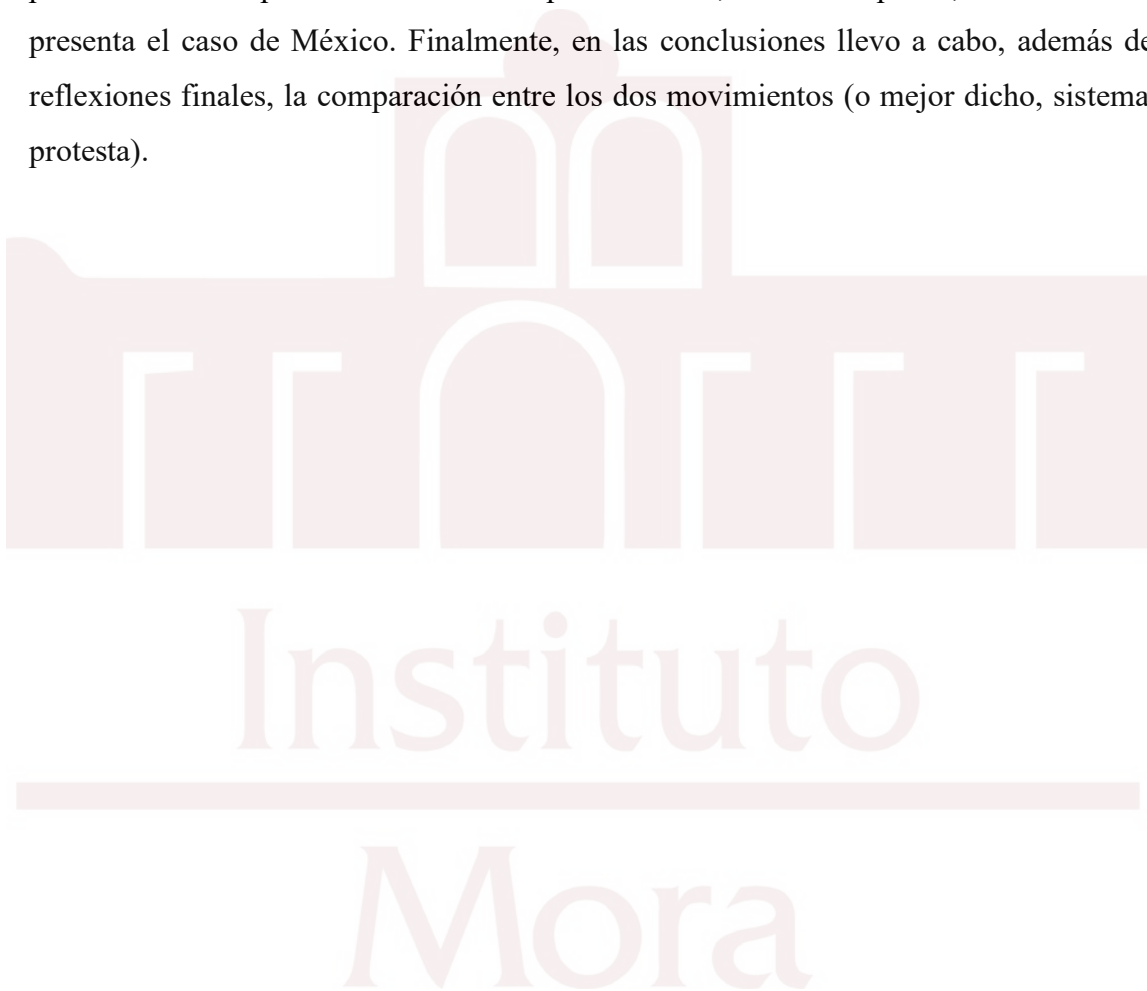 presenta el caso de México. Finalmente, en las conclusiones llevo a cabo, además de
reflexiones finales, la comparación entre los dos movimientos (o mejor dicho, sistema
protesta).
Instituto
Mora